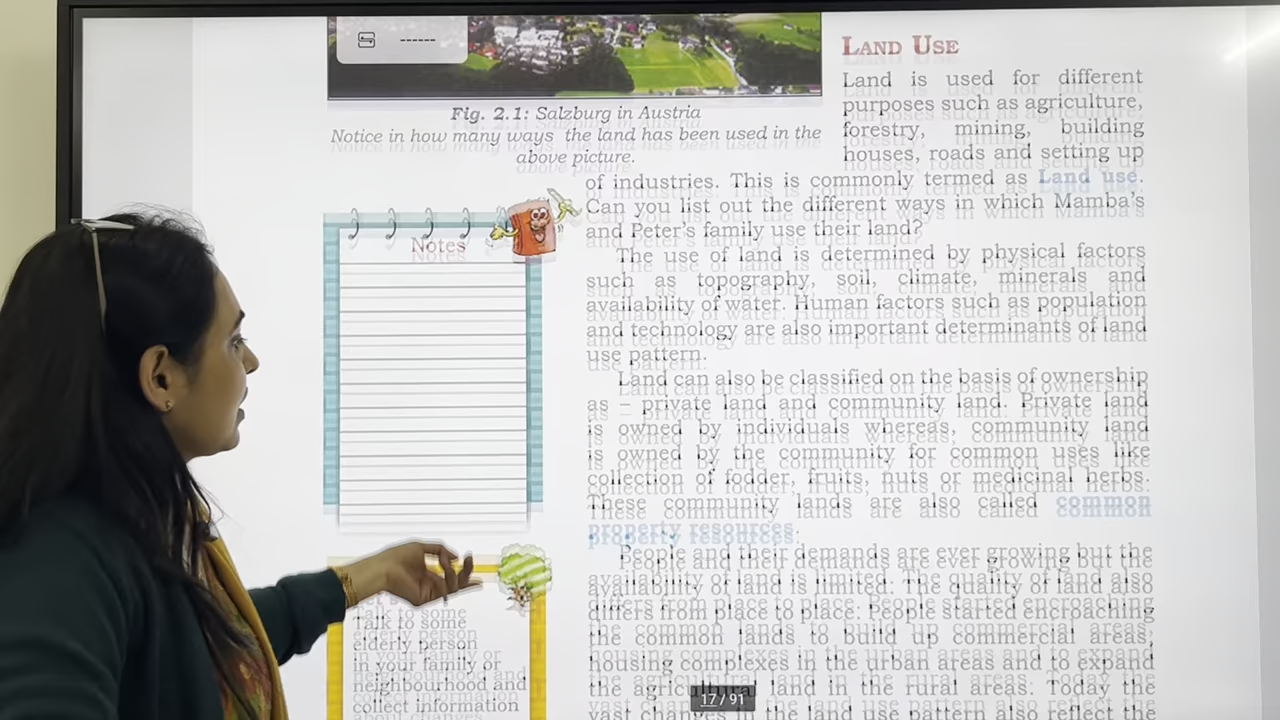 LAND USE
Land is used for different
purposes such as agriculture,
forestry, mining, building
houses, roads and setting up
of industries. This is commonly termed as Land use.
Can you list out the different ways in which Mamba's
and Peter's family use their land?
The use of land is determined by physical factors
such as topography, soil, climate, minerals and
availability of water. Human factors such as population
and technology are also important determinants of land
use pattern.
Land can also be classified on the basis of ownership
as – private land and community land. Private land
is owned by individuals whereas, community land
is owned by the community for common uses like
collection of fodder, fruits, nuts or medicinal herbs.
These community lands are also called common
property resources.
People and their demands are ever growing but the
availability of land is limited. The quality of land also
differs from place to place. People started encroaching
the common lands to build up commercial areas,
housing complexes in the urban areas and to expand
the agricultural land in the rural areas. Today the
vast changes in the land use pattern also reflect the
Fig. 2.1: Salzburg in Austria
Notice in how many ways the land has been used in the
above picture.
Notes
talk to some
elderly person
in your family or
neighbourhood and
collect information
17 / 91